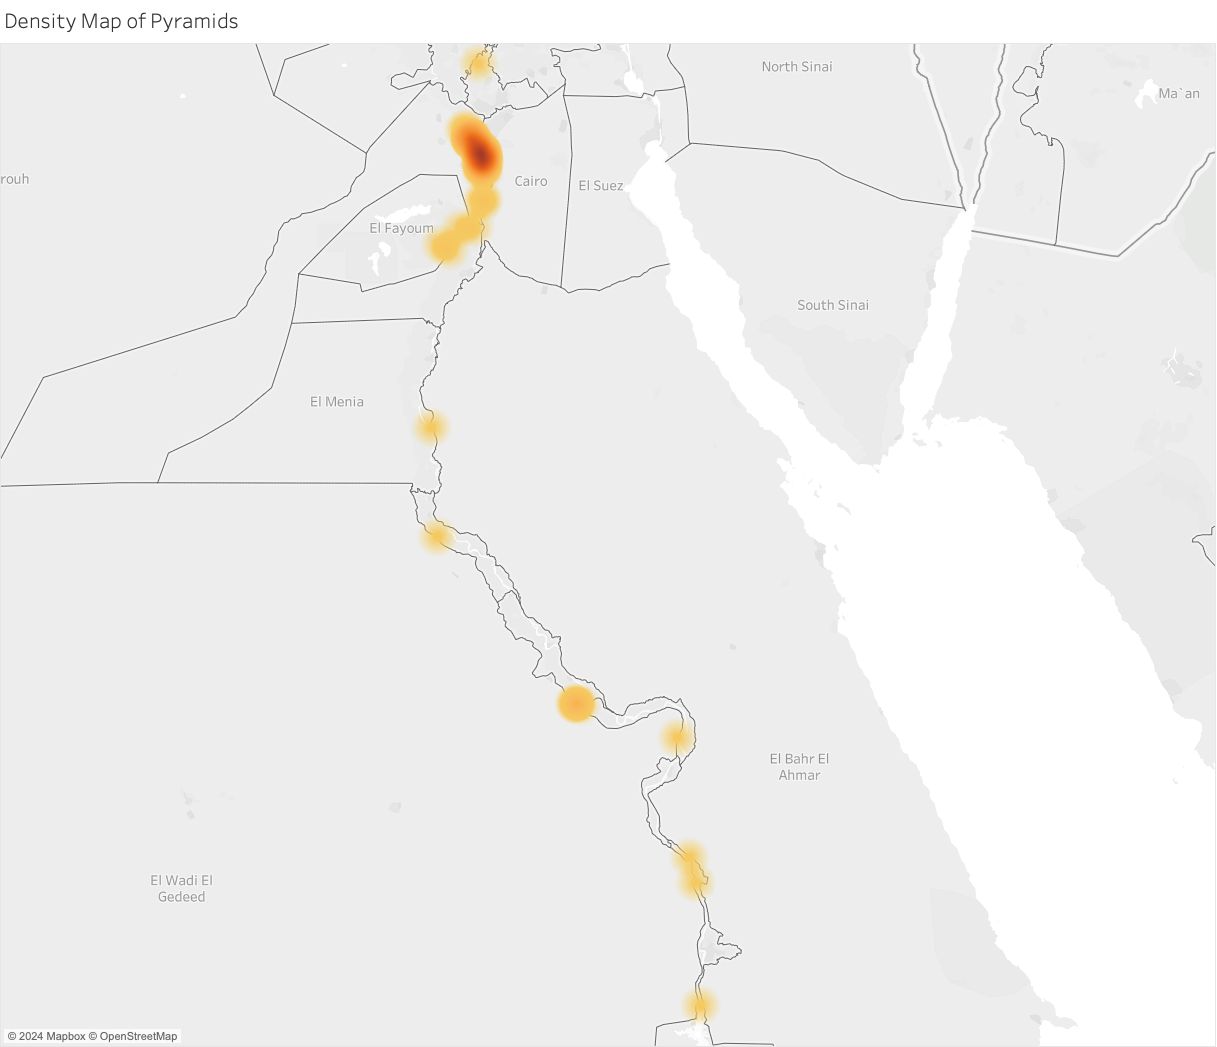 Density Map of Pyramids
North Sinai
Ma`an
rouh
Cairo
El Suez
El Fayoum
South Sinai
El Menia
El Bahr El
Ahmar
El Wadi El
Gedeed
© 2024 Mapbox © OpenStreetMap